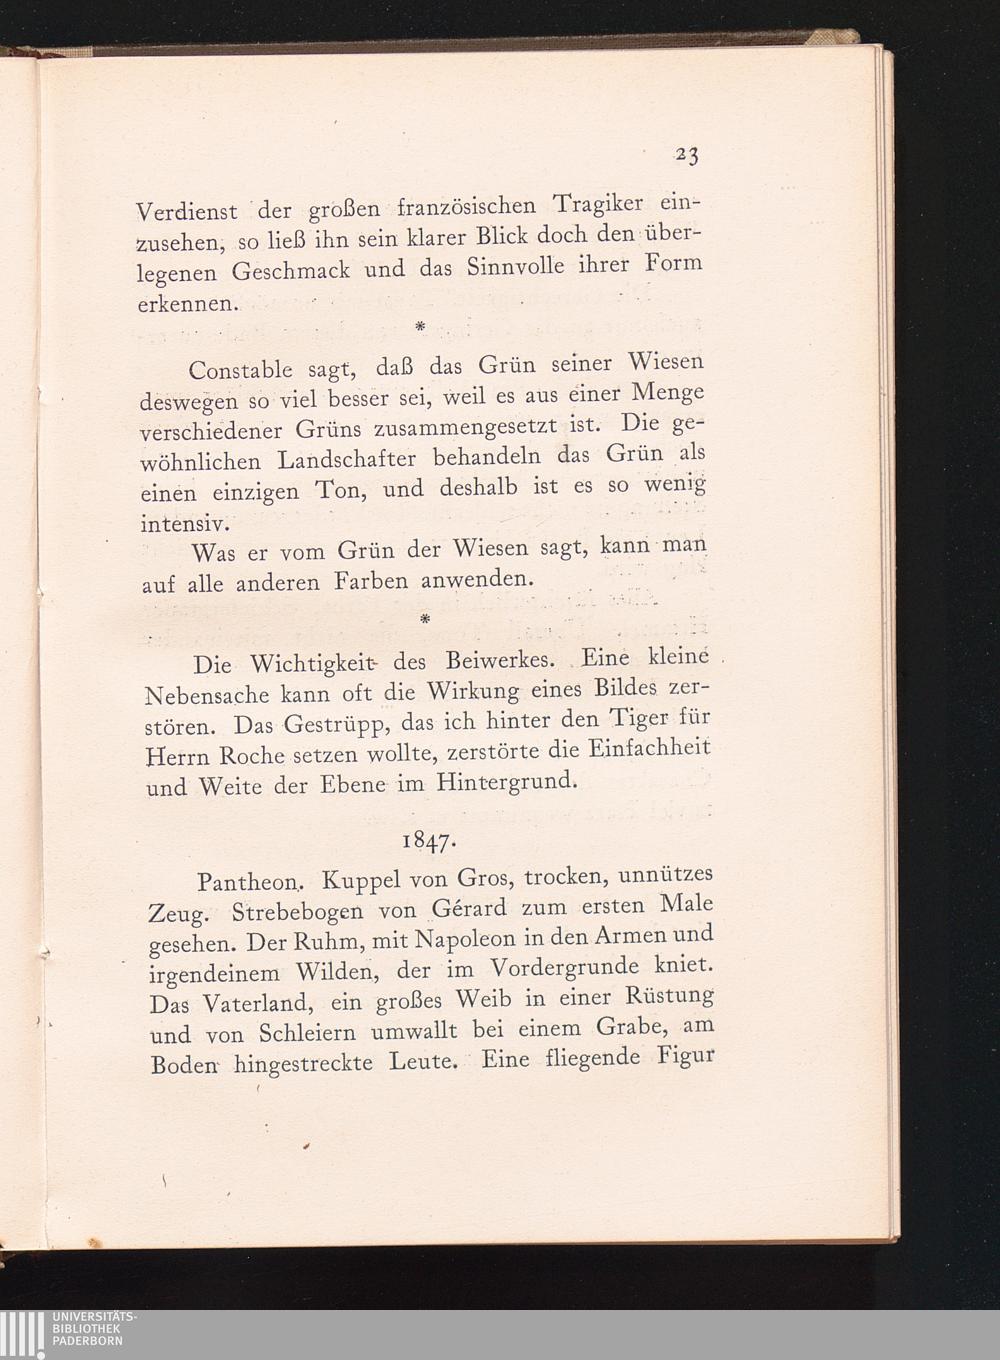 23
Verdienst der großen französischen Tragiker ein-
zusehen, so ließ ihn sein klarer Blick doch den über-
legenen Geschmack und das Sinnvolle ihrer Form
erkennen.
*
Constable sagt, daß das Grün seiner Wiesen
deswegen so viel besser sei, weil es aus einer Menge
verschiedener Grüns zusammengesetzt ist. Die ge-
wöhnlichen Landschafter behandeln das Grün als
einen einzigen Ton, und deshalb ist es so wenig
intensiv.
Was er vom Grün der Wiesen sagt, kann man
auf alle anderen Farben anwenden.
*
Die Wichtigkeit des Beiwerkes. Eine kleine
Nebensache kann oft die Wirkung eines Bildes zer-
stören. Das Gestrüpp, das ich hinter den Tiger für
Herrn Roche setzen wollte, zerstörte die Einfachheit
und Weite der Ebene im Hintergrund.
1847.
Pantheon. Kuppel von Gros, trocken, unnützes
Zeug. Strebebogen von Gérard zum ersten Male
gesehen. Der Ruhm, mit Napoleon in den Armen und
irgendeinem Wilden, der im Vordergrunde kniet.
Das Vaterland, ein großes Weib in einer Rüstung
und von Schleiern umwallt bei einem Grabe, am
Boden hingestreckte Leute. Eine fliegende Figur
UNIVERSITÄTS-
BIBLIOTHEK
PADERBORN